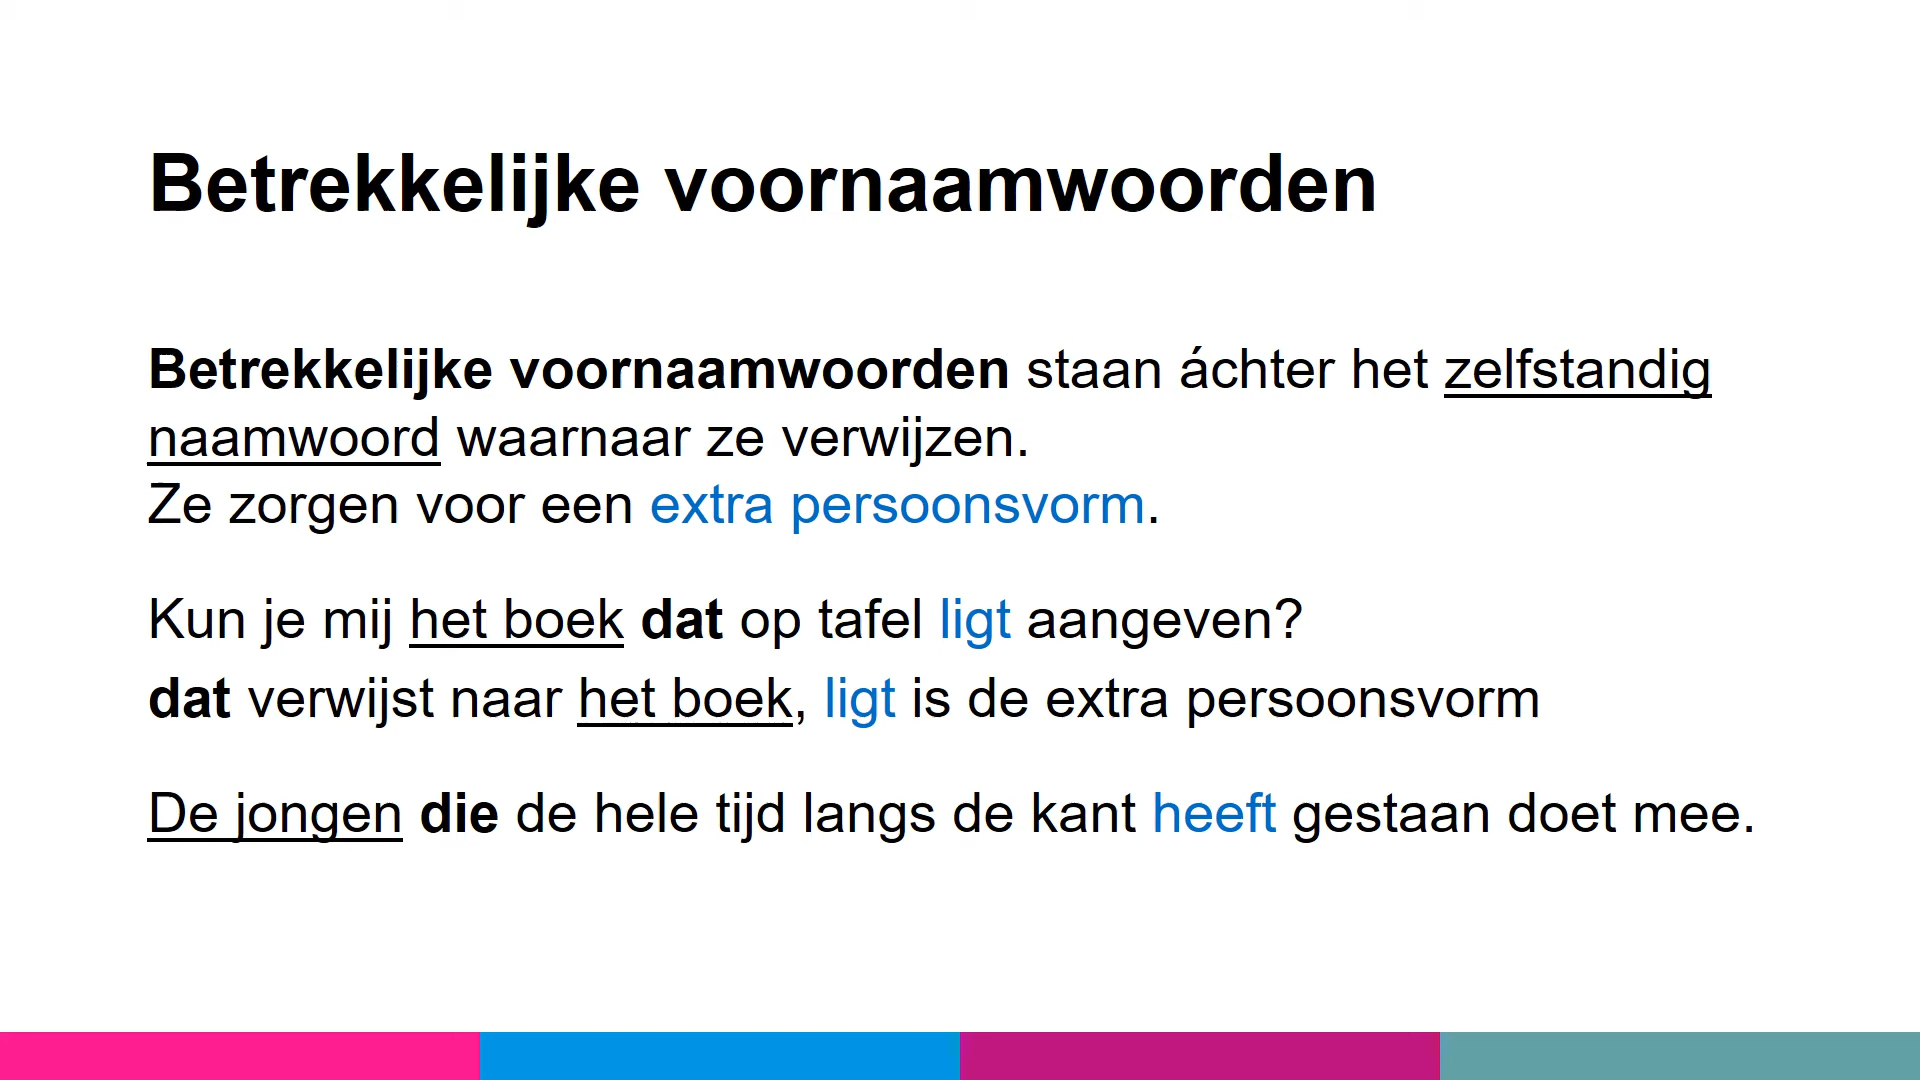 Betrekkelijke voornaamwoorden
Betrekkelijke voornaamwoorden staan áchter het zelfstandig
naamwoord waarnaar ze verwijzen.
Ze zorgen voor een extra persoonsvorm.
Kun je mij het boek dat op tafel ligt aangeven?
dat verwijst naar het boek, ligt is de extra persoonsvorm
De jongen die de hele tijd langs de kant heeft gestaan doet mee.